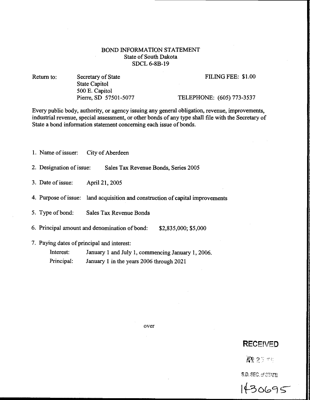 BOND INFORMATION STATEMENT
State of South Dakota
SDCL 6-8B-19
Return to: Secretary of State FILING FEE: $1.00
State Capitol
500 E. Capitol
Pierre, SD 57501-5077 TELEPHONE: (605) 773-3537
Every public body, authority, or agency issuing any general obligation, revenue, improvements,
industrial revenue, special assessment, or other bonds of any type shall file with the Secretary of
State a bond information statement concerning each issue of bonds.
1. Name of issuer: City of Aberdeen
2. Designation of issue: Sales Tax Revenue Bonds, Series 2005
3. Date of issue: April 21, 2005
4. Purpose of issue: land acquisition and construction of capital improvements
5. Type of bond: Sales Tax Revenue Bonds
6. Principal amount and denomination of bond: $2,835,000; $5,000
7. Paying dates of principal and interest:
Interest: January 1 and July 1, commencing January 1, 2006.
Principal: January 1 in the years 2006 through 2021
over
RECEIVED
S.D. SEC. OF STATE
1430695